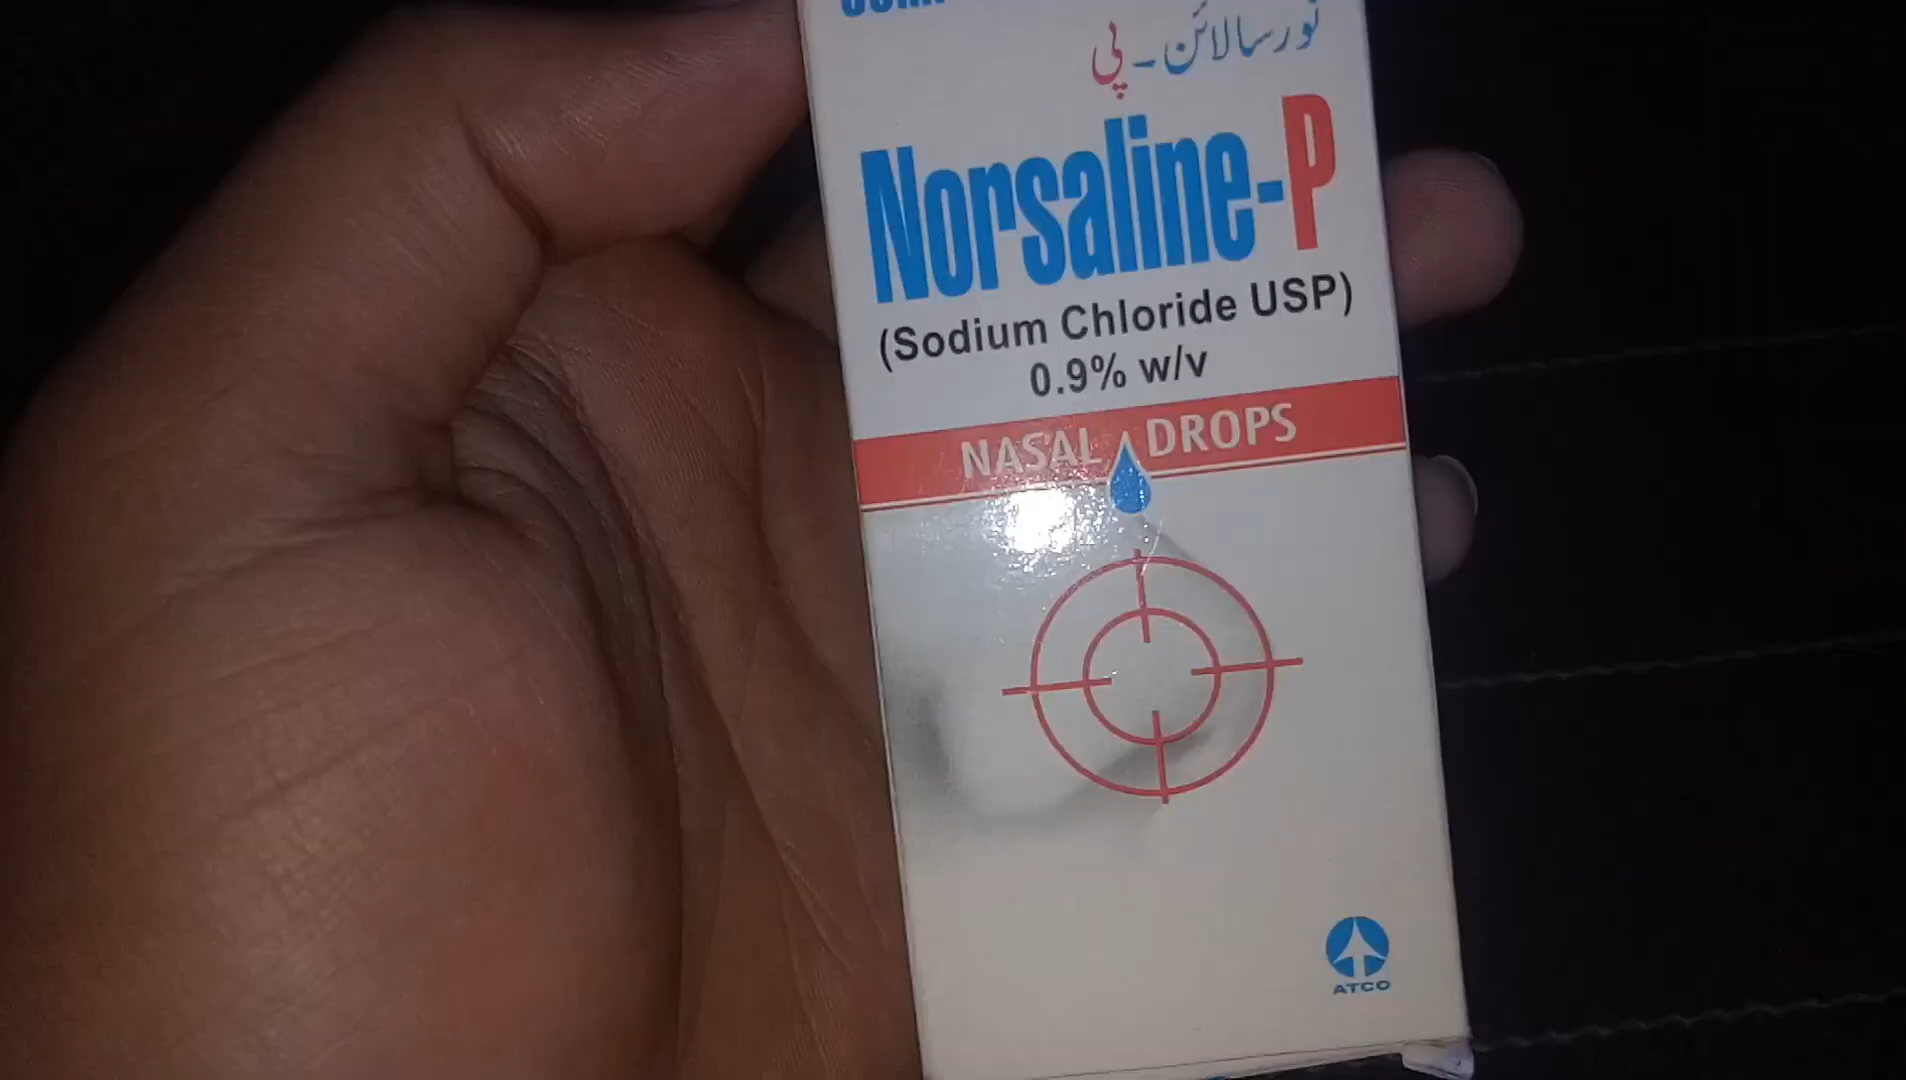 نورسالائن - پی
Norsaline-P
(Sodium Chloride USP)
0.9% w/v
NASAL DROPS
ATCO